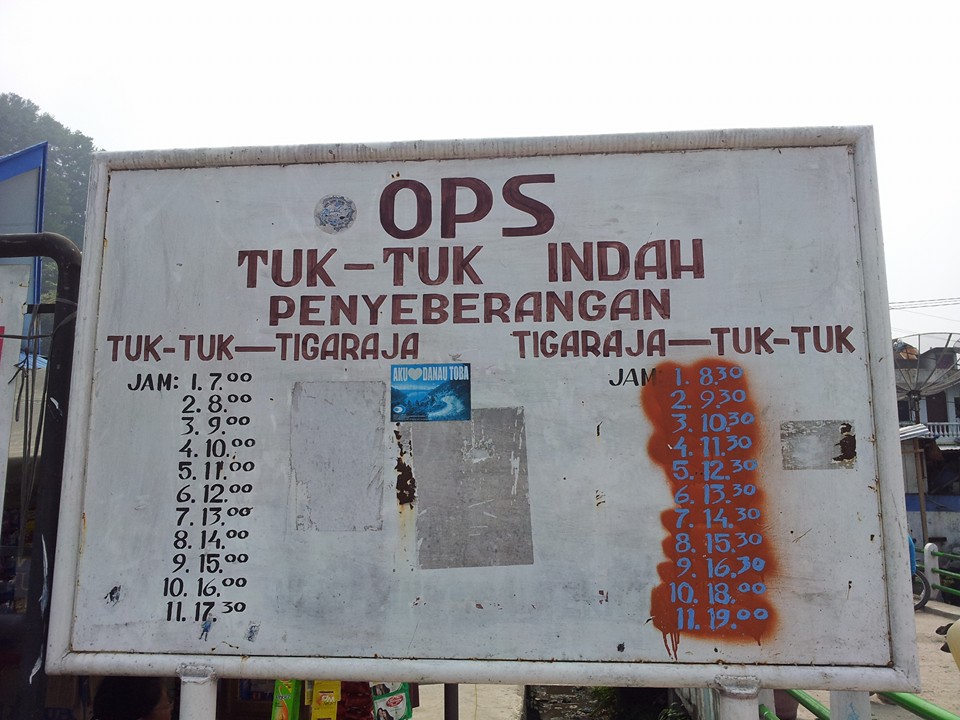 OPS
TUK-TUK INDAH
PENYEBERANGAN
TUK-TUK—TIGARAJA
JAM: 1. 7.00
2. 8.00
3. 9.00
4. 10.00
5. 11.00
6. 12.00
7. 13.00
8. 14.00
9. 15.00
10. 16.00
11. 17.30
AKU DANAU TOBA
TIGARAJA—TUK-TUK
JAM 1. 8.30
2. 9.30
3. 10.30
4. 11.30
5. 12.30
6. 13.30
7. 14.30
8. 15.30
9. 16.30
10. 18.00
11. 19.00